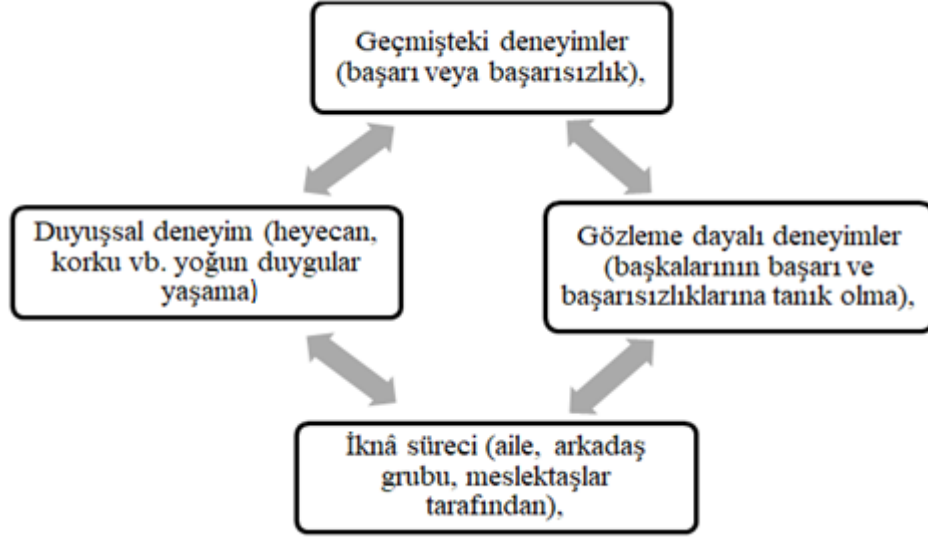 Geçmişteki deneyimler
(başarı veya başarısızlık),
Duyuşsal deneyim (heyecan,
korku vb. yoğun duygular
yaşama)
Gözleme dayalı deneyimler
(başkalarının başarı ve
başarısızlıklarına tanık olma),
İknâ süreci (aile, arkadaş
grubu, meslektaşlar
tarafından),